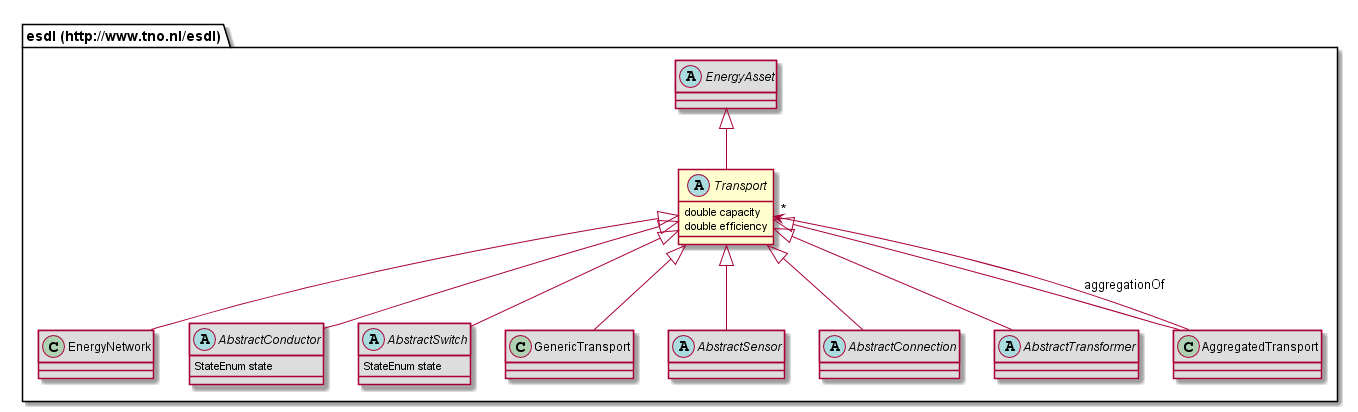 esdl (http://www.tno.nl/esdl)
A EnergyAsset
A Transport
double capacity
double efficiency
*
aggregationOf
C EnergyNetwork
A AbstractConductor
StateEnum state
A AbstractSwitch
StateEnum state
C GenericTransport
A AbstractSensor
A AbstractConnection
A AbstractTransformer
C AggregatedTransport